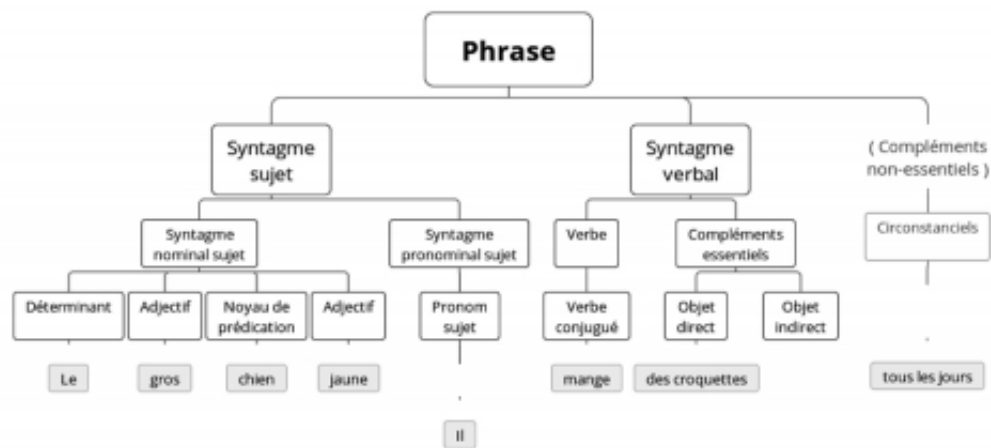 Phrase
Syntagme
sujet
Syntagme
verbal
( Compléments
non-essentiels )
Syntagme
nominal sujet
Syntagme
pronominal sujet
Verbe
Compléments
essentiels
Circonstanciels
Déterminant
Adjectif
Noyau de
prédication
Adjectif
Pronom
sujet
Verbe
conjugué
Objet
direct
Objet
indirect
Le
gros
chien
jaune
mange
des croquettes
tous les jours
Il